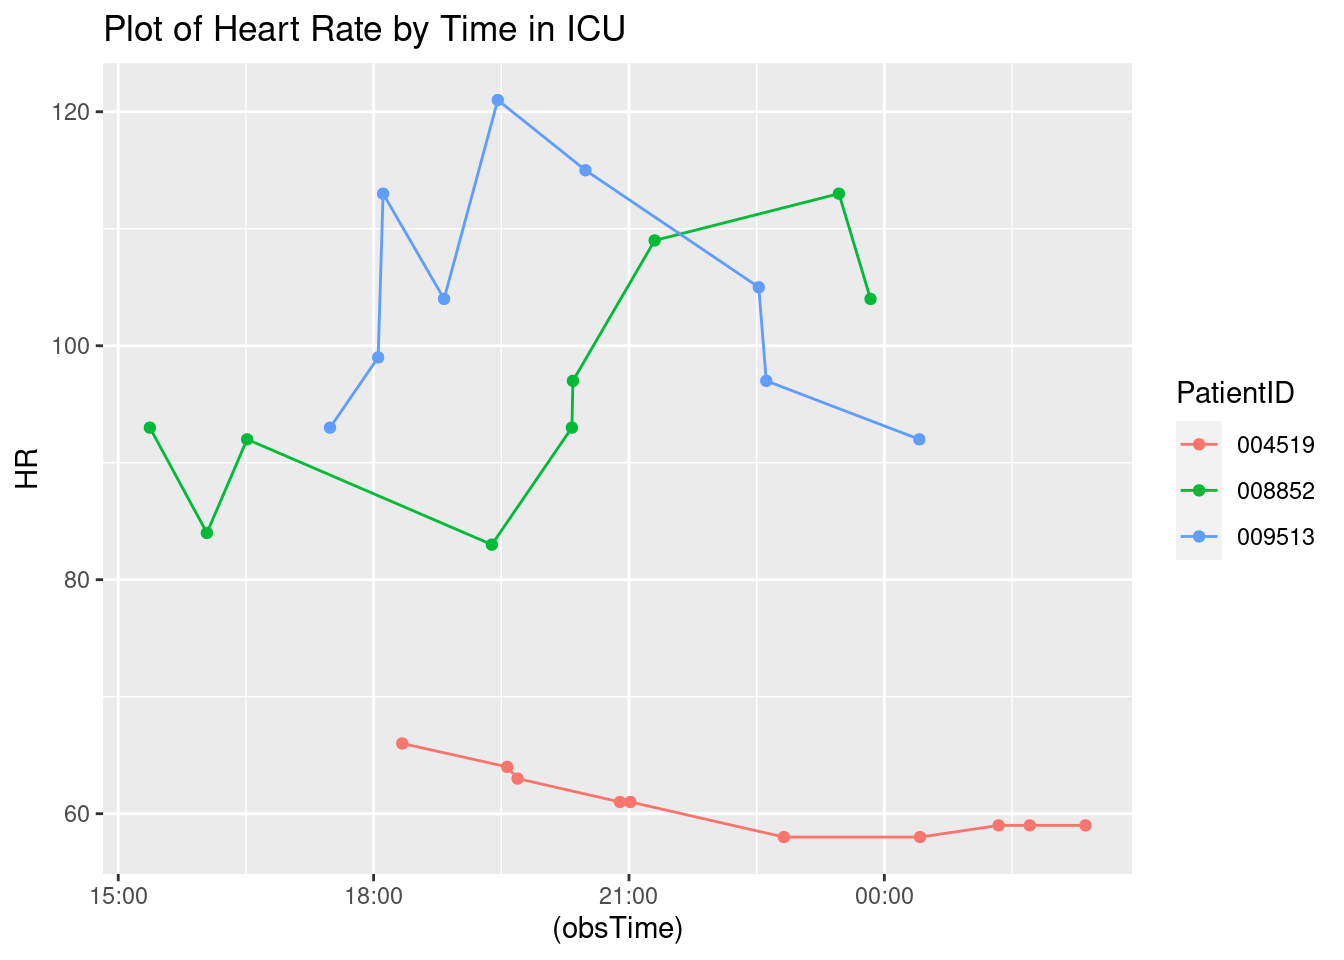 Plot of Heart Rate by Time in ICU
120
100
80
60
HR
15:00
18:00
21:00
00:00
(obsTime)
PatientID
004519
008852
009513